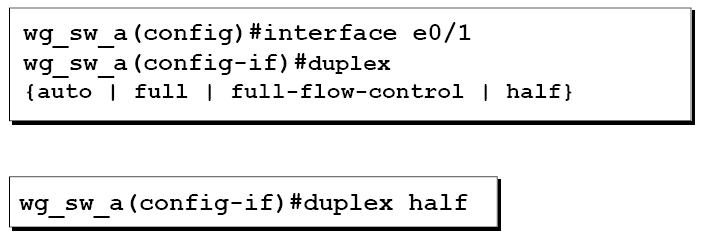 wg_sw_a(config)#interface e0/1
wg_sw_a(config-if)#duplex
{auto | full | full-flow-control | half}
wg_sw_a(config-if)#duplex half